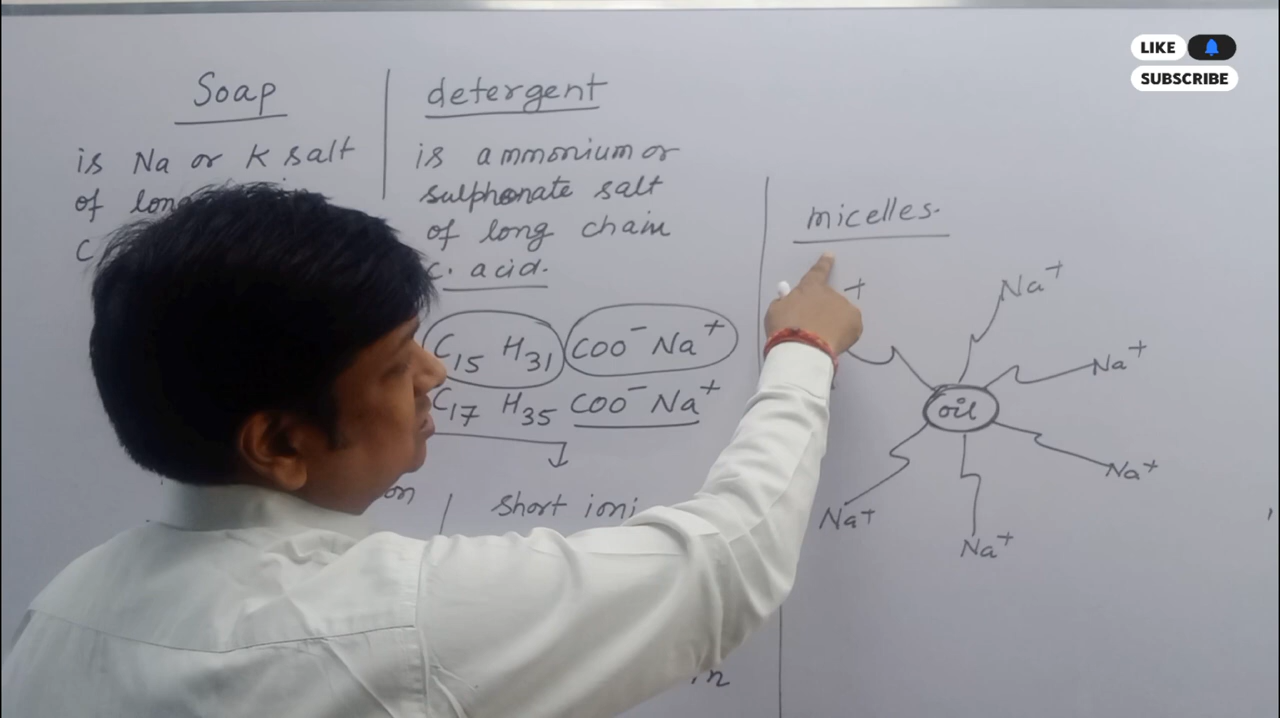 LIKE
SUBSCRIBE
Soap
is Na or K salt
of long
C
detergent
is ammonium or
sulphonate salt
of long chain
c. acid.
C15 H31 COO⁻ Na⁺
C17 H35 COO⁻ Na⁺
short ioni
micelles.
+
Na⁺
Na⁺
oil
Na⁺
Na⁺
Na⁺